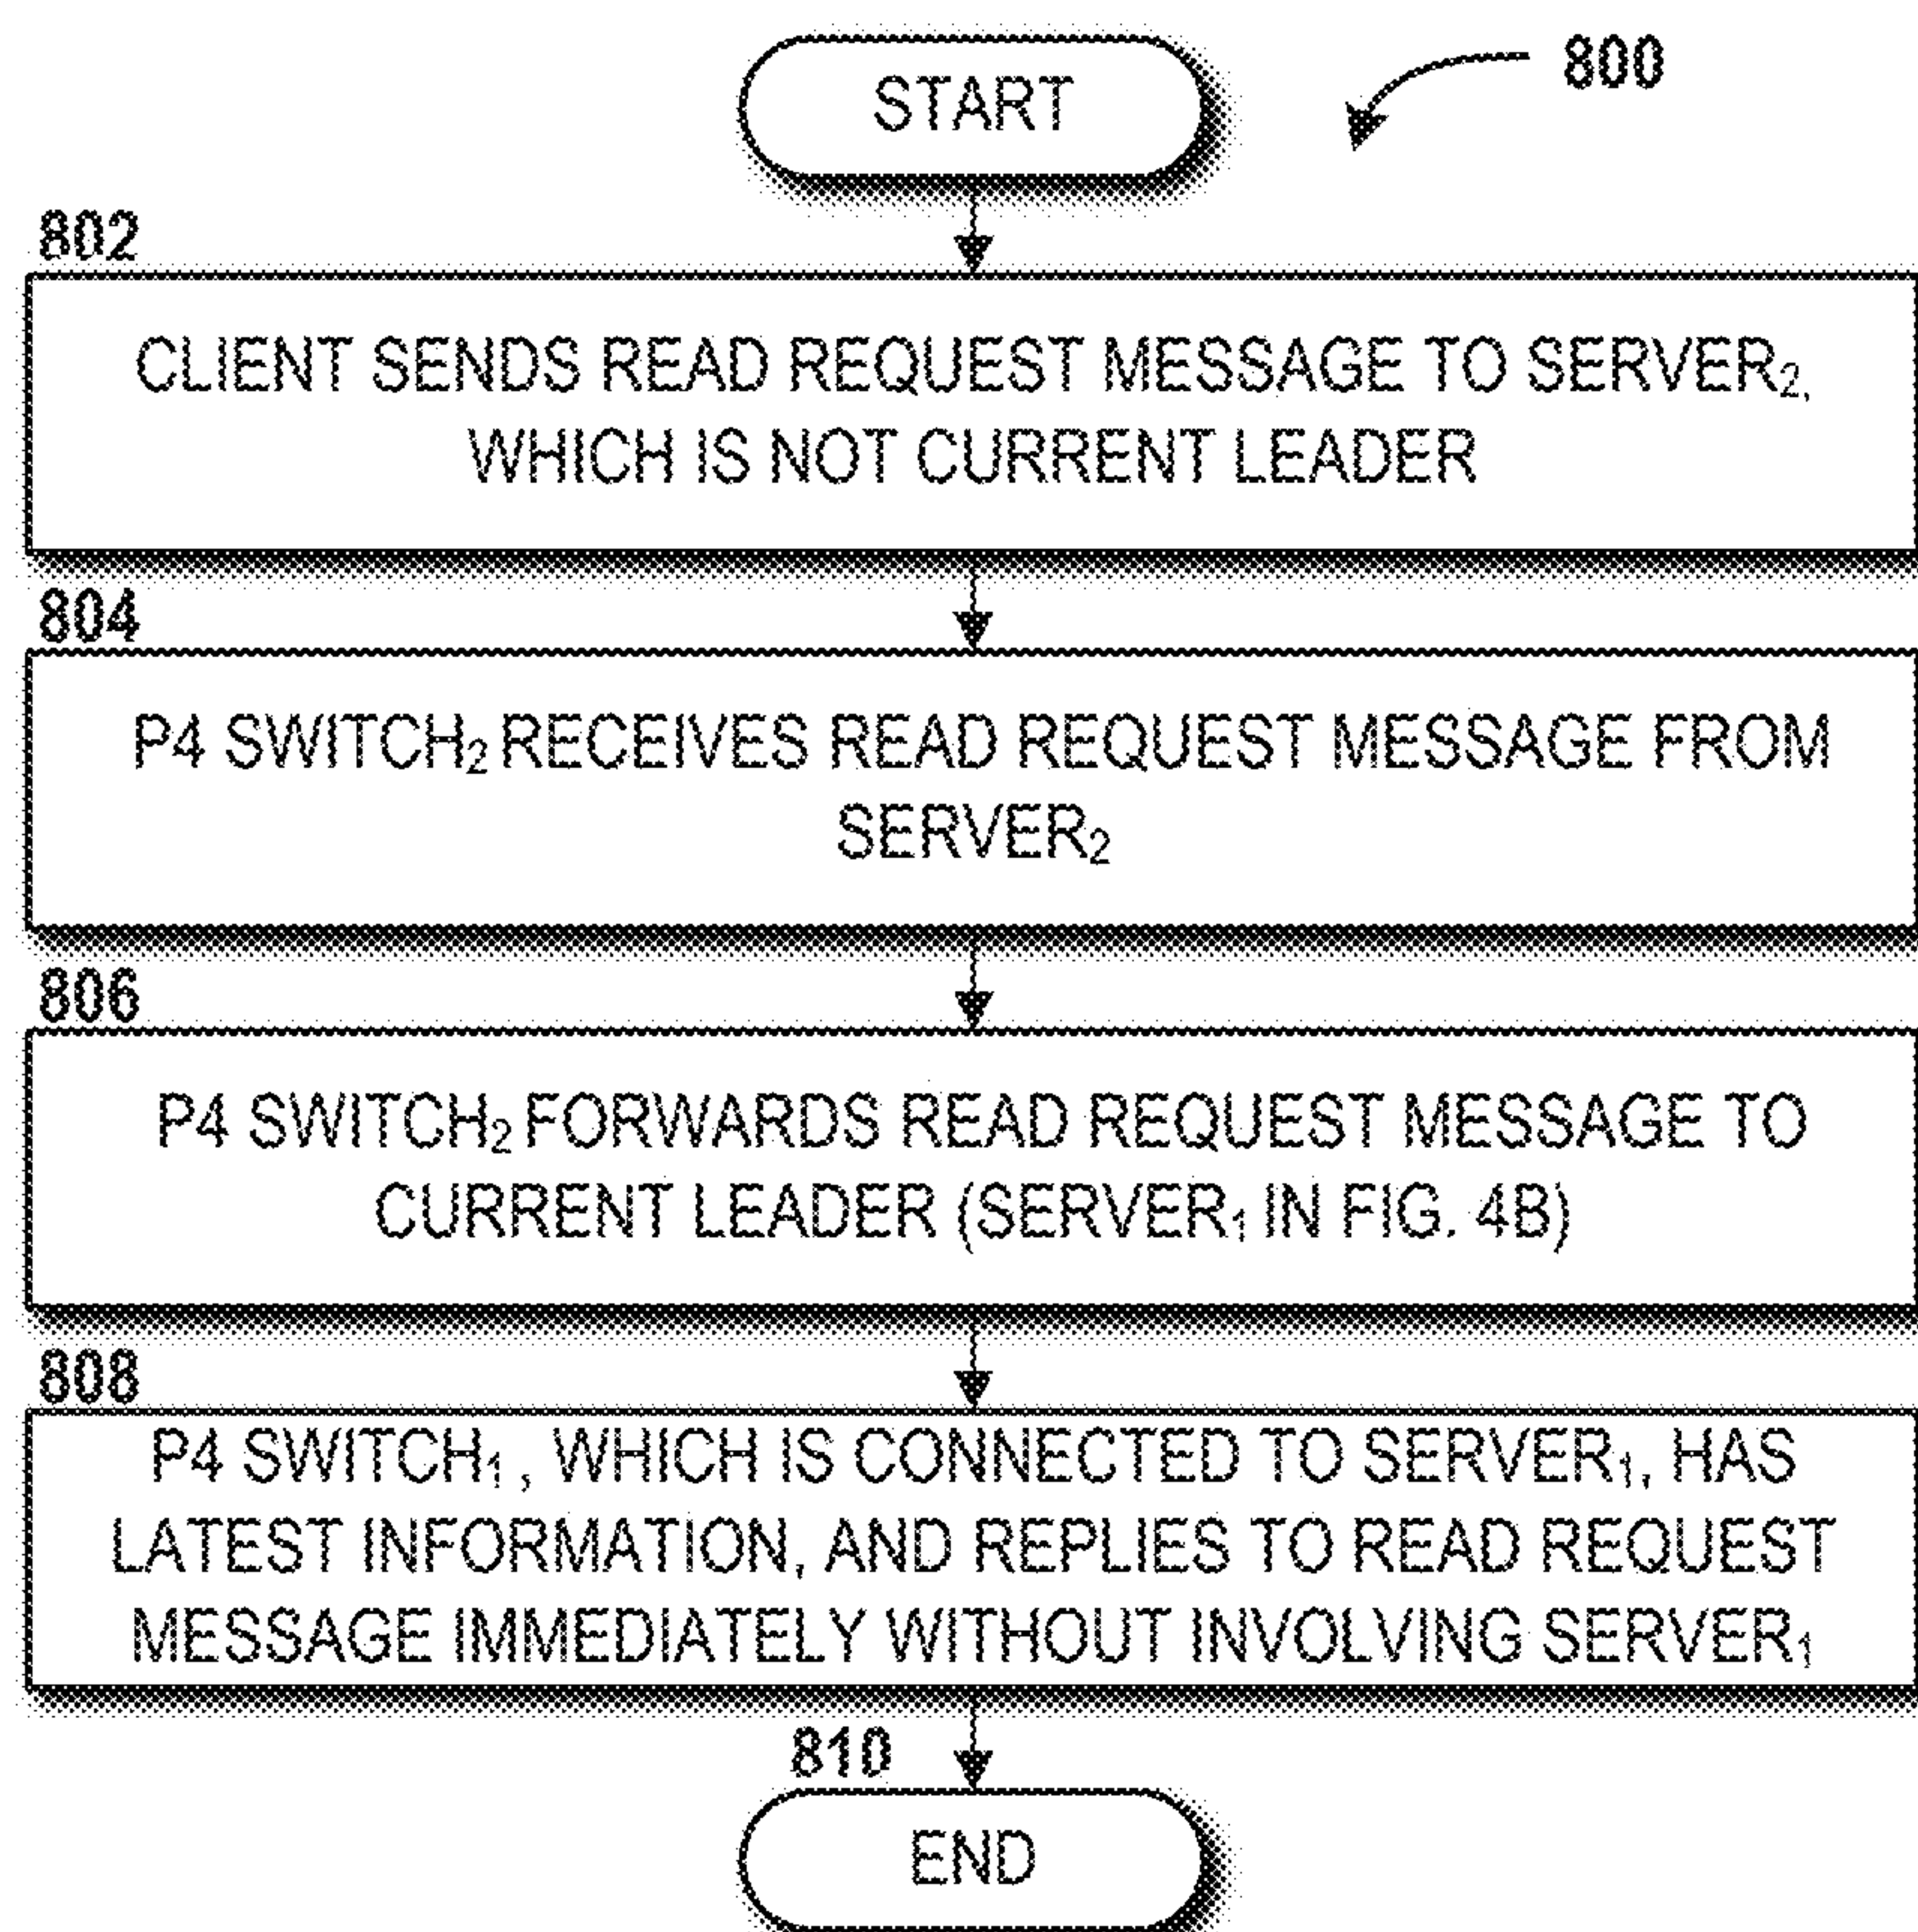 START
800
802
CLIENT SENDS READ REQUEST MESSAGE TO SERVER₂,
WHICH IS NOT CURRENT LEADER
804
P4 SWITCH₂ RECEIVES READ REQUEST MESSAGE FROM
SERVER₂
806
P4 SWITCH₂ FORWARDS READ REQUEST MESSAGE TO
CURRENT LEADER (SERVER₁ IN FIG. 4B)
808
P4 SWITCH₁, WHICH IS CONNECTED TO SERVER₁, HAS
LATEST INFORMATION, AND REPLIES TO READ REQUEST
MESSAGE IMMEDIATELY WITHOUT INVOLVING SERVER₁
810
END